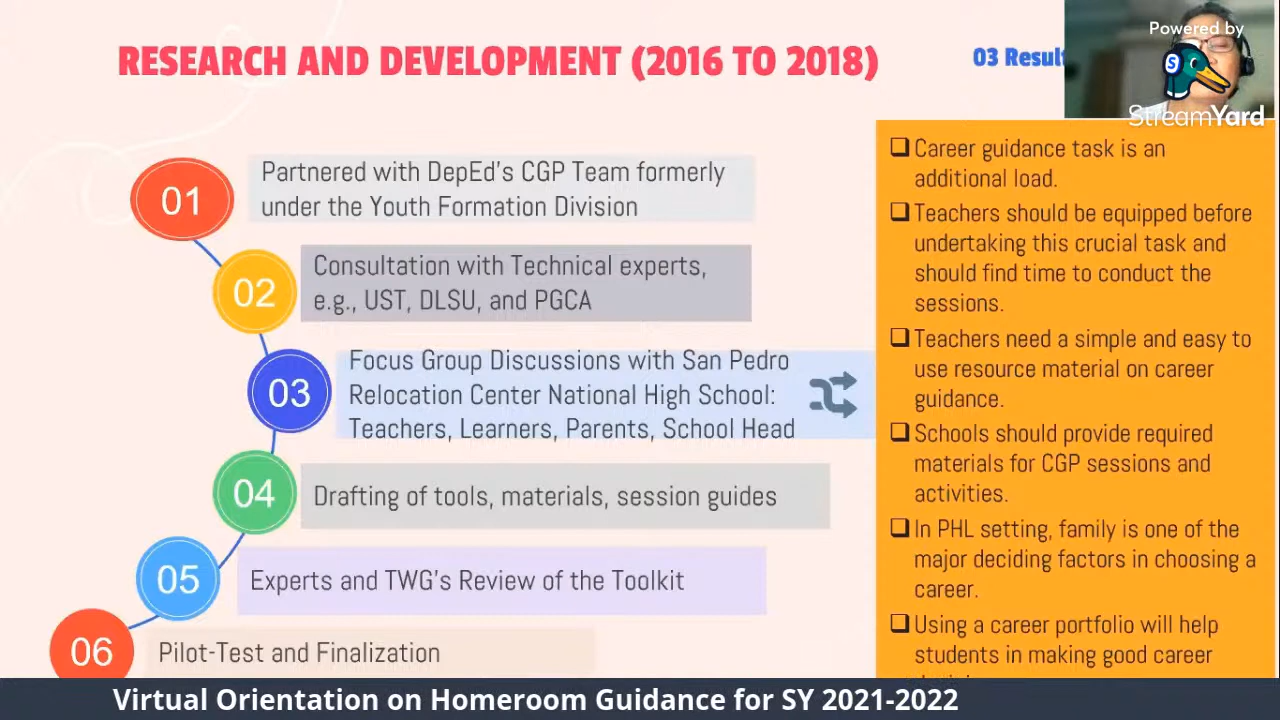 RESEARCH AND DEVELOPMENT (2016 TO 2018)
03 Result
Powered by
S
StreamYard
01
Partnered with DepEd's CGP Team formerly
under the Youth Formation Division
02
Consultation with Technical experts,
e.g., UST, DLSU, and PGCA
03
Focus Group Discussions with San Pedro
Relocation Center National High School:
Teachers, Learners, Parents, School Head
04
Drafting of tools, materials, session guides
05
Experts and TWG's Review of the Toolkit
06
Pilot-Test and Finalization
Career guidance task is an
additional load.
Teachers should be equipped before
undertaking this crucial task and
should find time to conduct the
sessions.
Teachers need a simple and easy to
use resource material on career
guidance.
Schools should provide required
materials for CGP sessions and
activities.
In PHL setting, family is one of the
major deciding factors in choosing a
career.
Using a career portfolio will help
students in making good career
Virtual Orientation on Homeroom Guidance for SY 2021-2022